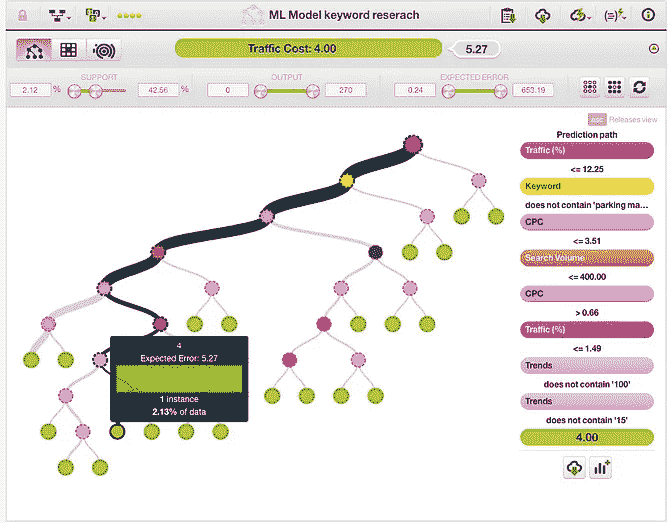 ML Model keyword reserach
Traffic Cost: 4.00
5.27
SUPPORT
OUTPUT
EXPECTED ERROR
2.12 %
42.56 %
0
270
0.24
653.19
esc Releases view
Prediction path
Traffic (%)
<= 12.25
Keyword
does not contain 'parking ma...
CPC
<= 3.51
Search Volume
<= 400.00
CPC
> 0.66
Traffic (%)
<= 1.49
Trends
does not contain '100'
Trends
does not contain '15'
4.00
4
Expected Error: 5.27
1 instance
2.13% of data